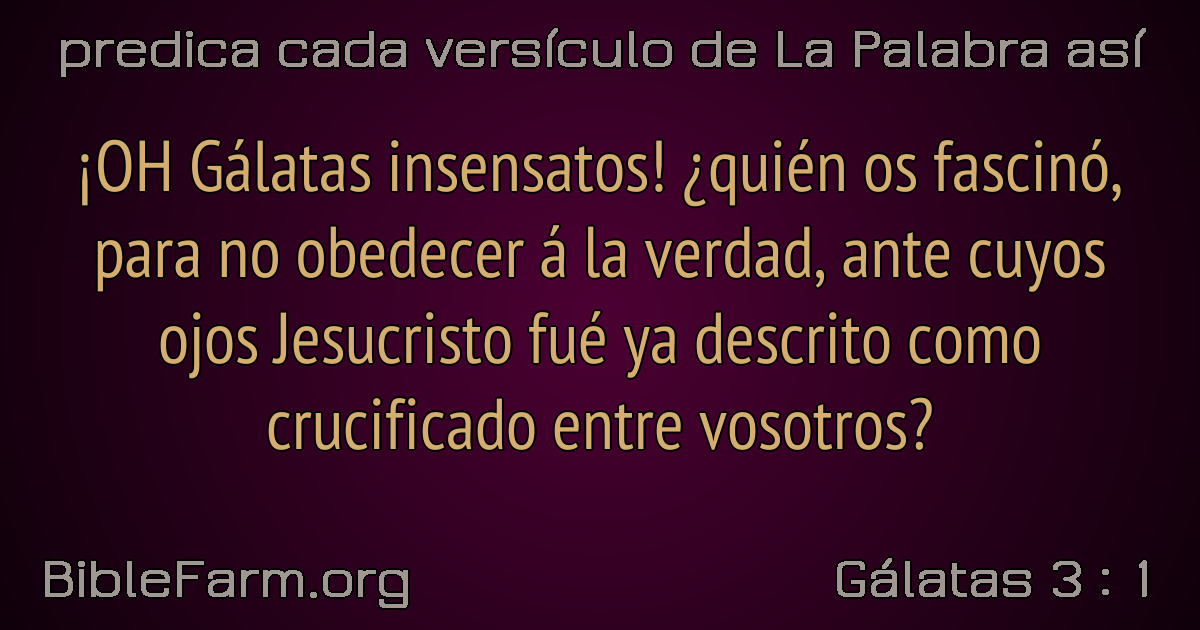 predica cada versículo de La Palabra así
¡OH Gálatas insensatos! ¿quién os fascinó,
para no obedecer á la verdad, ante cuyos
ojos Jesucristo fué ya descrito como
crucificado entre vosotros?
BibleFarm.org
Gálatas 3 : 1